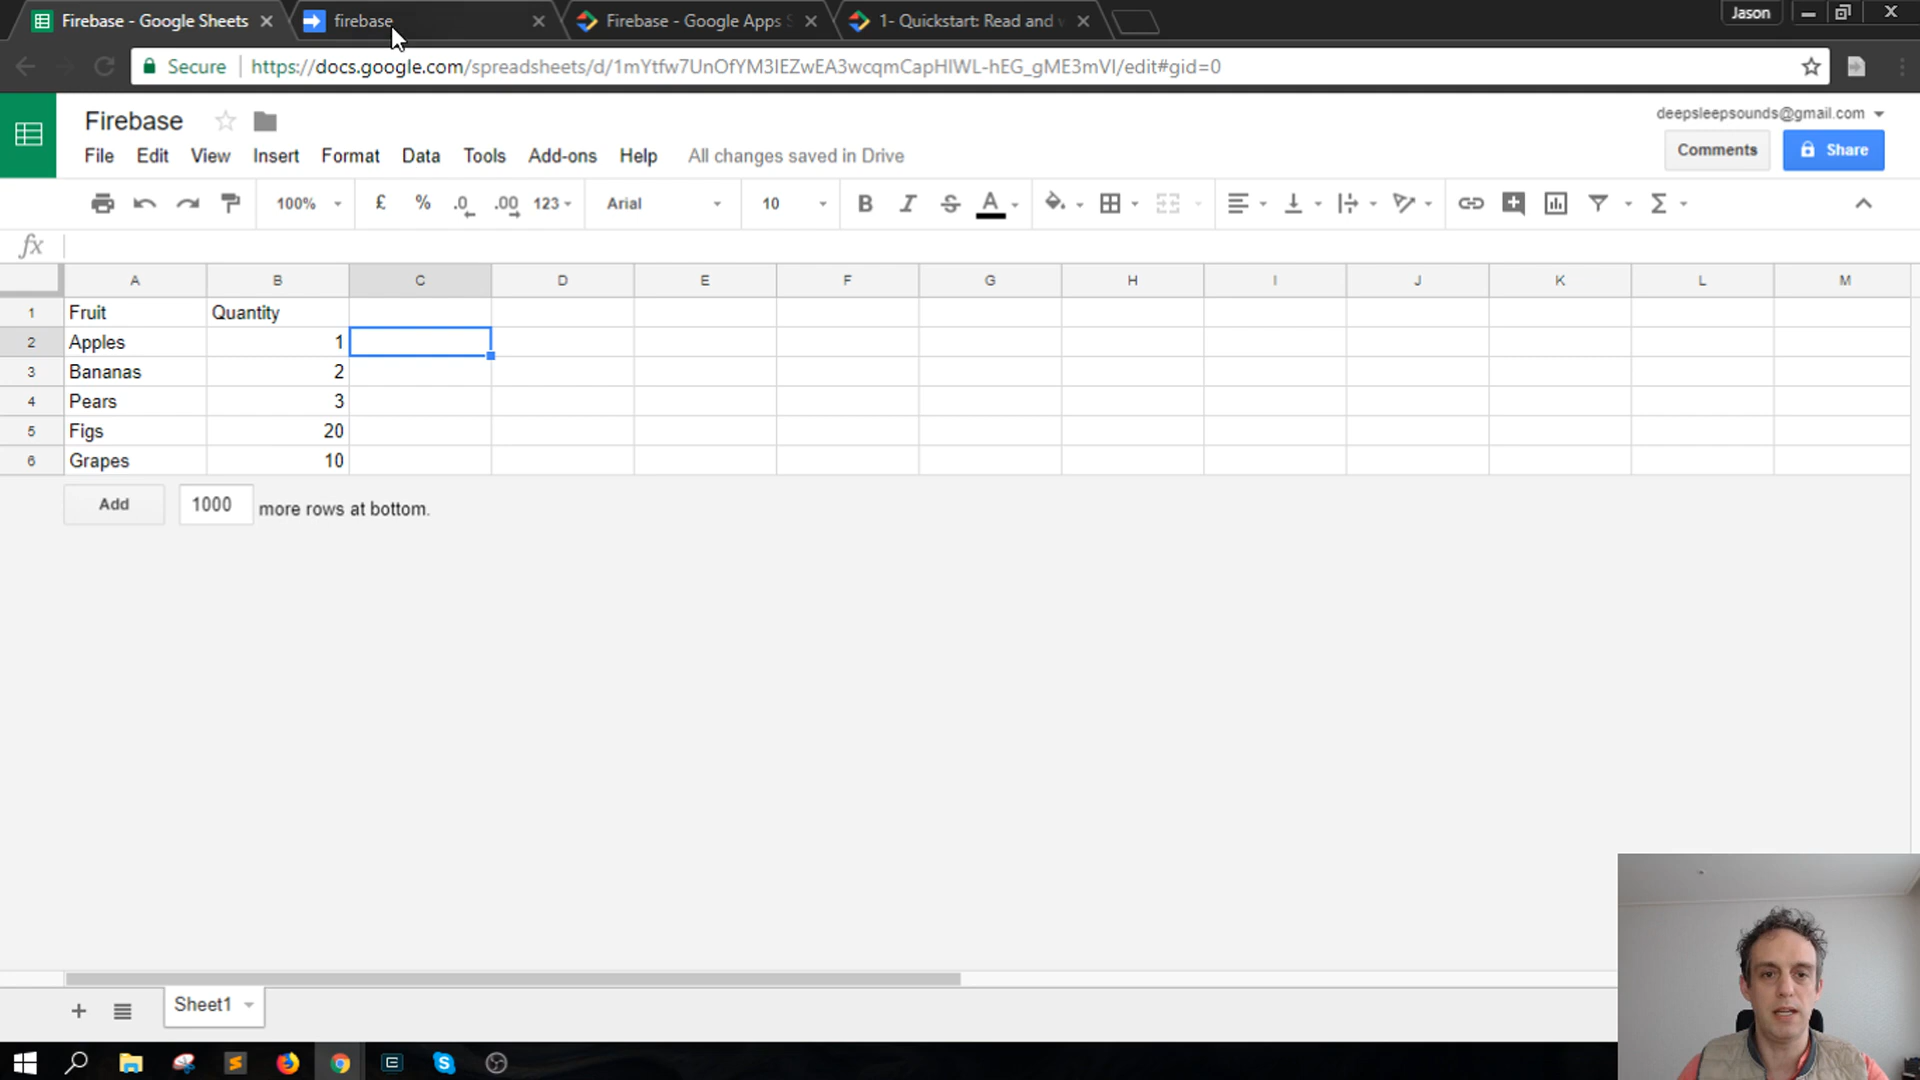 Firebase - Google Sheets
firebase
Firebase - Google Apps S
1- Quickstart: Read and w
Jason
Secure
https://docs.google.com/spreadsheets/d/1mYtfw7UnOfYM3IEZwEA3wcqmCapHIWL-hEG_gME3mVI/edit#gid=0
Firebase
deepsleepsounds@gmail.com
File Edit View Insert Format Data Tools Add-ons Help All changes saved in Drive
Comments Share
100% £ % .0 .00 123 Arial 10 B I S A Σ
fx
A B C D E F G H I J K L M
1 Fruit Quantity
2 Apples 1
3 Bananas 2
4 Pears 3
5 Figs 20
6 Grapes 10
Add 1000 more rows at bottom.
+ Sheet1